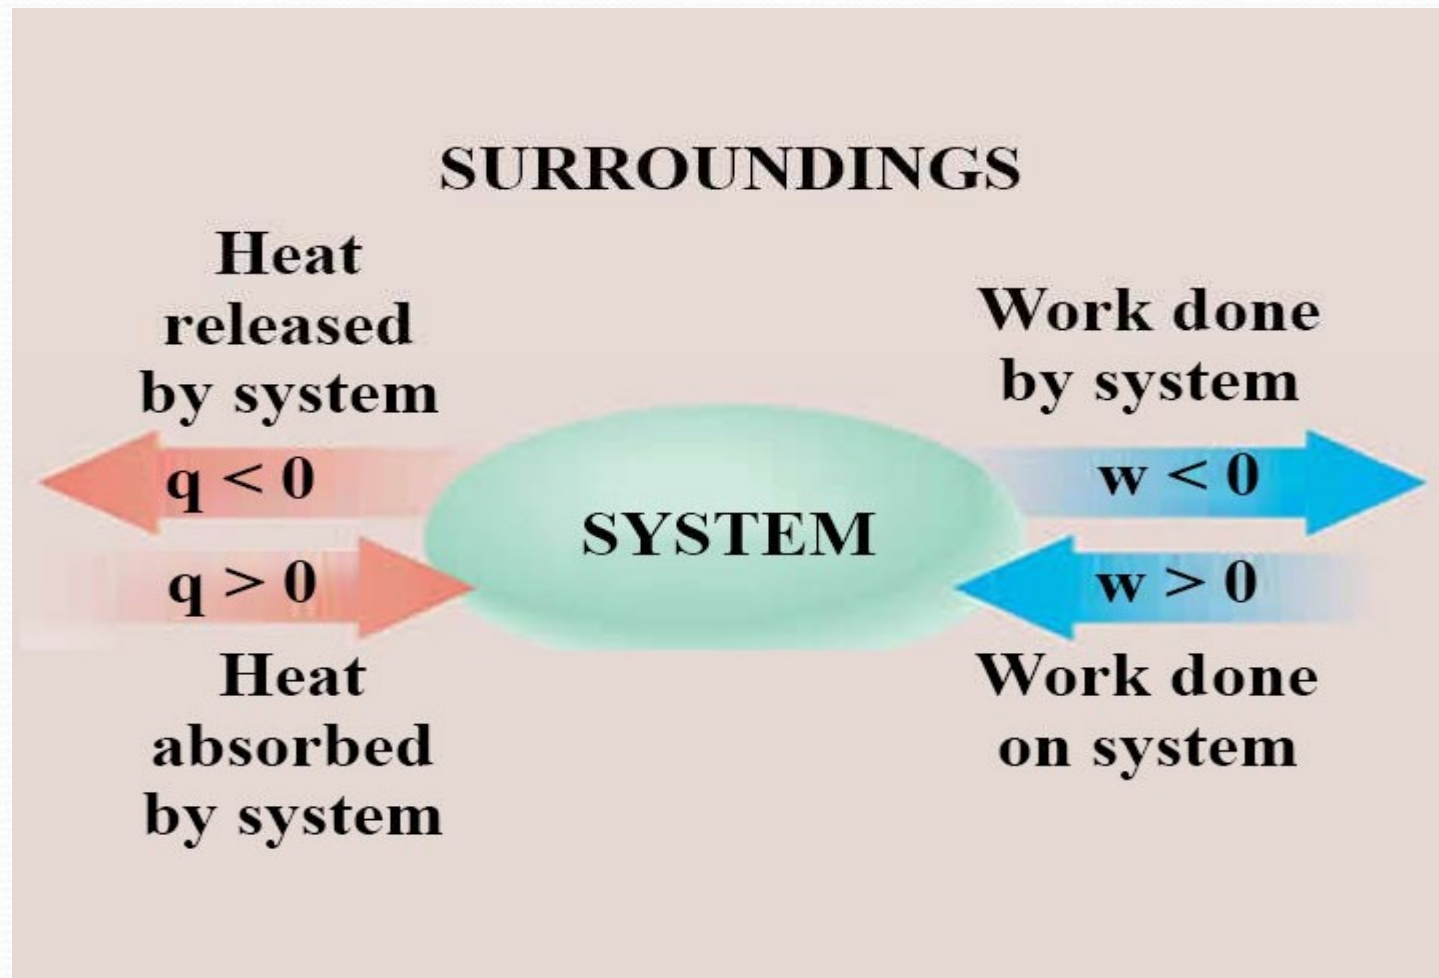 SURROUNDINGS
Heat
released
by system
q < 0
q > 0
Heat
absorbed
by system
SYSTEM
Work done
by system
w < 0
w > 0
Work done
on system